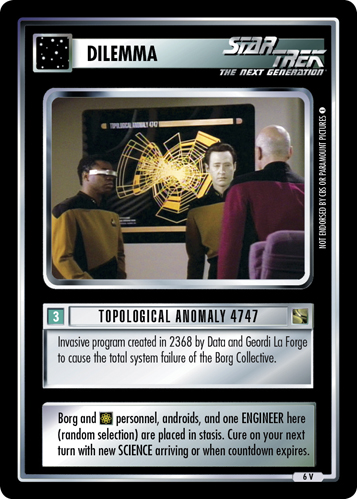 DILEMMA
STAR TREK
THE NEXT GENERATION
TOPOLOGICAL ANOMALY 4747
NOT ENDORSED BY CBS OR PARAMOUNT PICTURES
3
TOPOLOGICAL ANOMALY 4747
Invasive program created in 2368 by Data and Geordi La Forge
to cause the total system failure of the Borg Collective.
Borg and personnel, androids, and one ENGINEER here
(random selection) are placed in stasis. Cure on your next
turn with new SCIENCE arriving or when countdown expires.
6 V